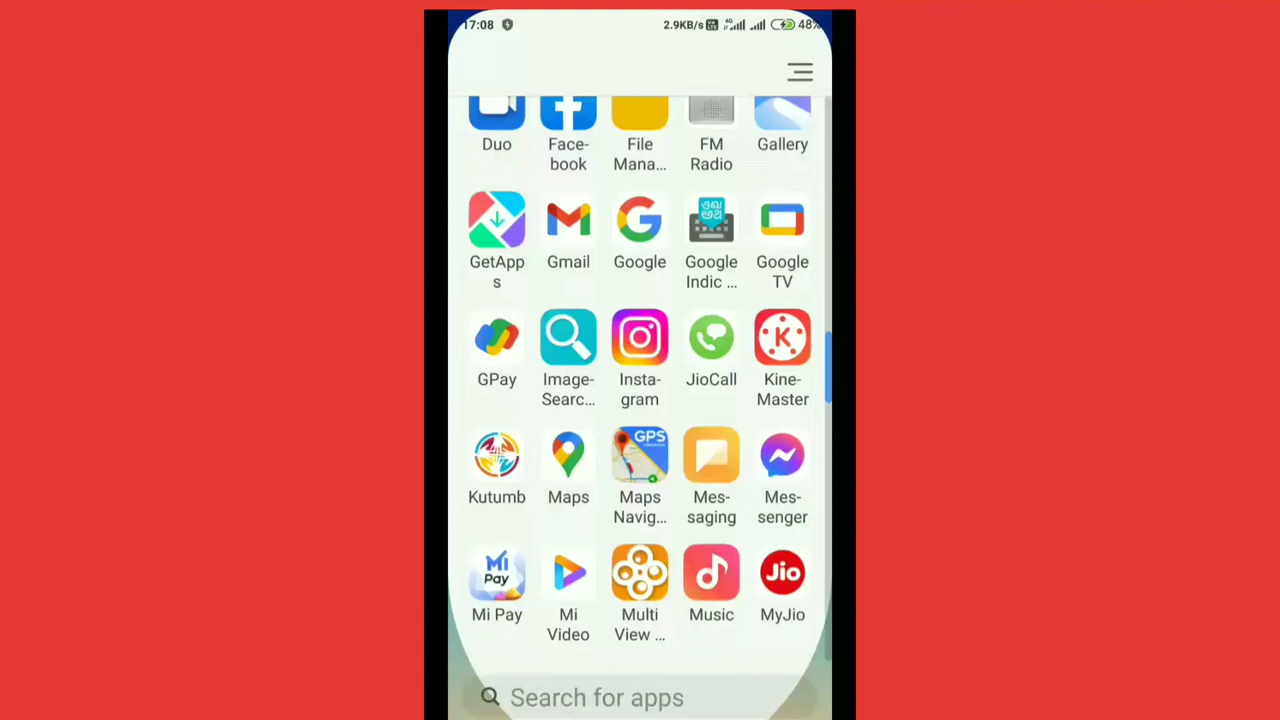 17:08
2.9KB/s 4G 48%
Duo
Face-
book
File
Mana...
FM
Radio
Gallery
GetApp
s
Gmail
Google
Google
Indic ...
Google
TV
GPay
Image-
Searc...
Insta-
gram
JioCall
K
Kine-
Master
Kutumb
Maps
GPS
Maps
Navig...
Mes-
saging
Mes-
senger
Mi
Pay
Mi Pay
Mi
Video
Multi
View ...
Music
Jio
MyJio
Search for apps